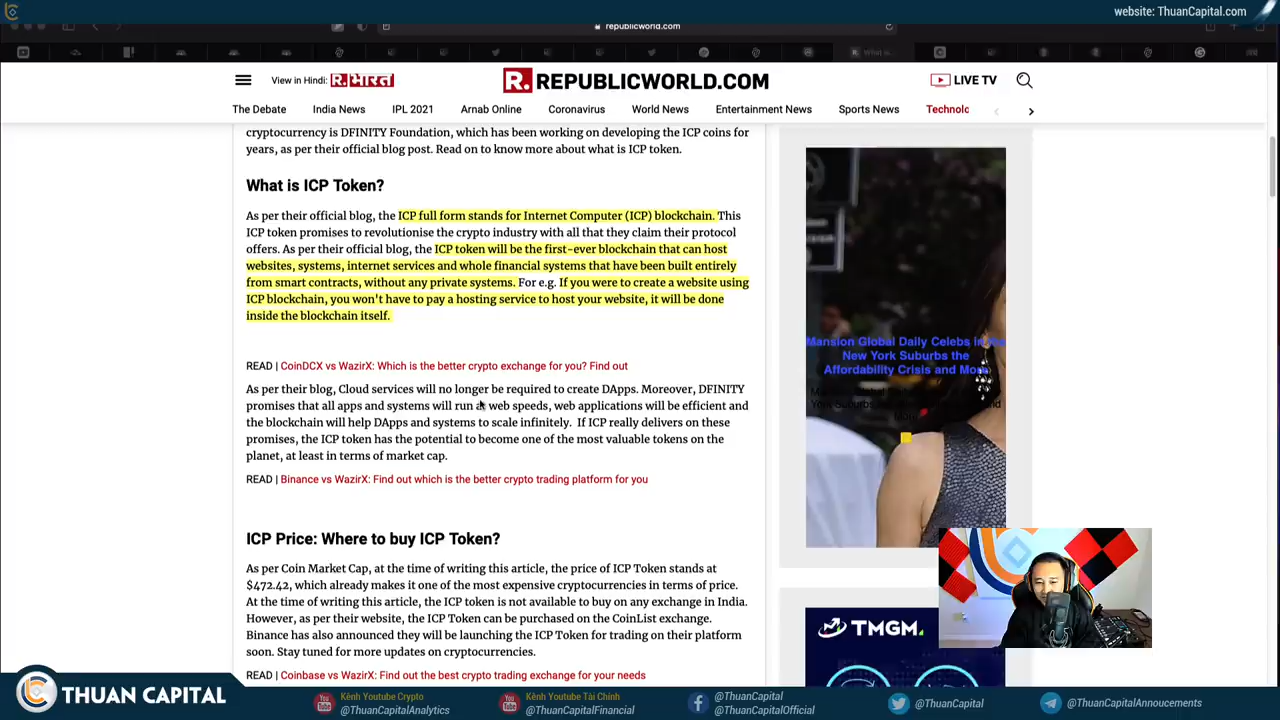 website: ThuanCapital.com
republicworld.com
What is
View in Hindi: R.भारत
R. REPUBLICWORLD.COM
LIVE TV
The Debate India News IPL 2021 Arnab Online Coronavirus World News Entertainment News Sports News Technolo
cryptocurrency is DFINITY Foundation, which has been working on developing the ICP coins for
years, as per their official blog post. Read on to know more about what is ICP token.
What is ICP Token?
As per their official blog, the ICP full form stands for Internet Computer (ICP) blockchain. This
ICP token promises to revolutionise the crypto industry with all that they claim their protocol
offers. As per their official blog, the ICP token will be the first-ever blockchain that can host
websites, systems, internet services and whole financial systems that have been built entirely
from smart contracts, without any private systems. For e.g. If you were to create a website using
ICP blockchain, you won't have to pay a hosting service to host your website, it will be done
inside the blockchain itself.
READ | CoinDCX vs WazirX: Which is the better crypto exchange for you? Find out
As per their blog, Cloud services will no longer be required to create DApps. Moreover, DFINITY
promises that all apps and systems will run at web speeds, web applications will be efficient and
the blockchain will help DApps and systems to scale infinitely. If ICP really delivers on these
promises, the ICP token has the potential to become one of the most valuable tokens on the
planet, at least in terms of market cap.
READ | Binance vs WazirX: Find out which is the better crypto trading platform for you
ICP Price: Where to buy ICP Token?
As per Coin Market Cap, at the time of writing this article, the price of ICP Token stands at
$472.42, which already makes it one of the most expensive cryptocurrencies in terms of price.
At the time of writing this article, the ICP token is not available to buy on any exchange in India.
However, as per their website, the ICP Token can be purchased on the CoinList exchange.
Binance has also announced they will be launching the ICP Token for trading on their platform
soon. Stay tuned for more updates on cryptocurrencies.
READ | Coinbase vs WazirX: Find out the best crypto trading exchange for your needs
Mansion Global Daily Celebs in
New York Suburbs the
Affordability Crisis and More
TMGM
THUAN CAPITAL
Kênh Youtube Crypto
@ThuanCapitalAnalytics
Kênh Youtube Tài Chính
@ThuanCapitalFinancial
@ThuanCapital
@ThuanCapitalOfficial
@ThuanCapital
@ThuanCapitalAnnoucements